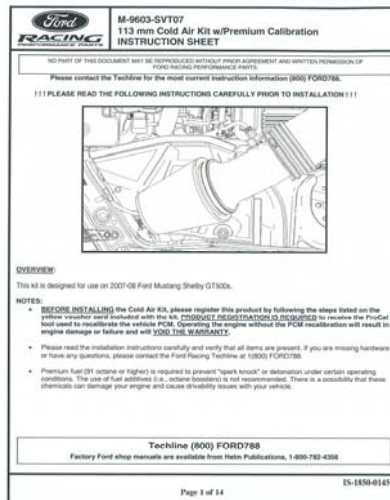 Ford
RACING
PERFORMANCE PARTS
M-9603-SVT07
113 mm Cold Air Kit w/Premium Calibration
INSTRUCTION SHEET
NO PART OF THIS DOCUMENT MAY BE REPRODUCED WITHOUT PRIOR AGREEMENT AND WRITTEN PERMISSION OF
FORD RACING PERFORMANCE PARTS.
Please contact the Techline for the most current instruction information (800) FORD788.
!!! PLEASE READ THE FOLLOWING INSTRUCTIONS CAREFULLY PRIOR TO INSTALLATION !!!
OVERVIEW:
This kit is designed for use on 2007-08 Ford Mustang Shelby GT500s.
NOTES:
• BEFORE INSTALLING the Cold Air Kit, please register this product by following the steps listed on the
yellow voucher card included with the kit. PRODUCT REGISTRATION IS REQUIRED to receive the ProCal
tool used to recalibrate the vehicle PCM. Operating the engine without the PCM recalibration will result in
engine damage or failure and will VOID THE WARRANTY.
• Please read the installation instructions carefully and verify that all items are present. If you are missing hardware
or have any questions, please contact the Ford Racing Techline at 1(800) FORD788.
• Premium fuel (91 octane or higher) is required to prevent "spark knock" or detonation under certain operating
conditions. The use of fuel additives (i.e., octane boosters) is not recommended. There is a possibility that these
chemicals can damage your engine and cause drivability issues with your vehicle.
Techline (800) FORD788
Factory Ford shop manuals are available from Helm Publications, 1-800-782-4356
IS-1850-0145
Page 1 of 14